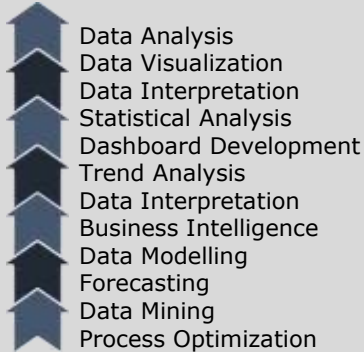 Data Analysis
Data Visualization
Data Interpretation
Statistical Analysis
Dashboard Development
Trend Analysis
Data Interpretation
Business Intelligence
Data Modelling
Forecasting
Data Mining
Process Optimization